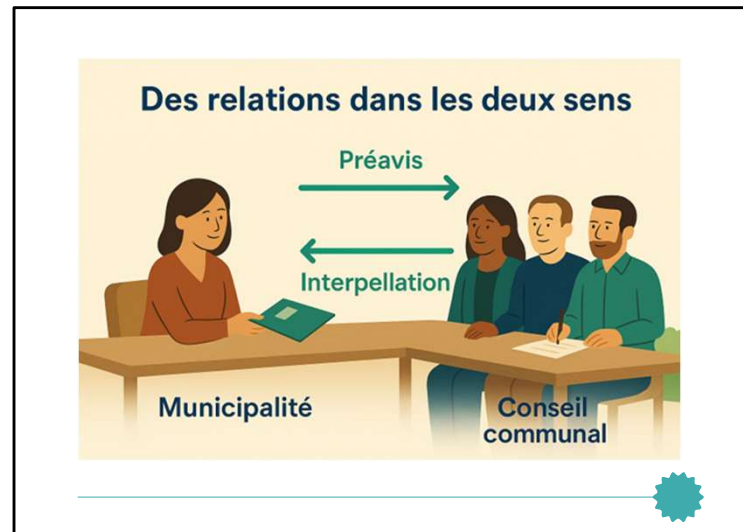 Des relations dans les deux sens
Préavis
Interpellation
Municipalité
Conseil
communal